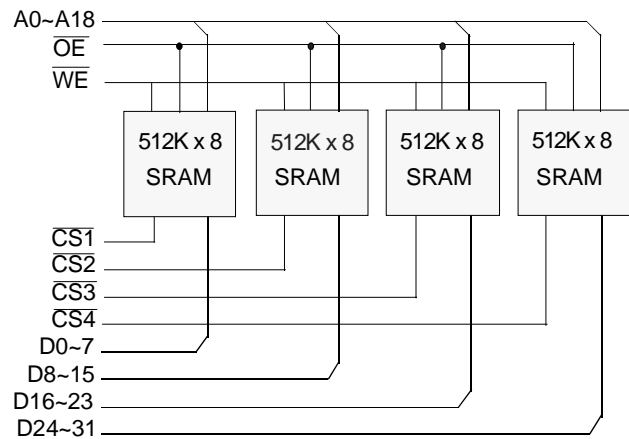 A0~A18
OE
WE
512K x 8 SRAM
512K x 8 SRAM
512K x 8 SRAM
512K x 8 SRAM
CS1
CS2
CS3
CS4
D0~7
D8~15
D16~23
D24~31